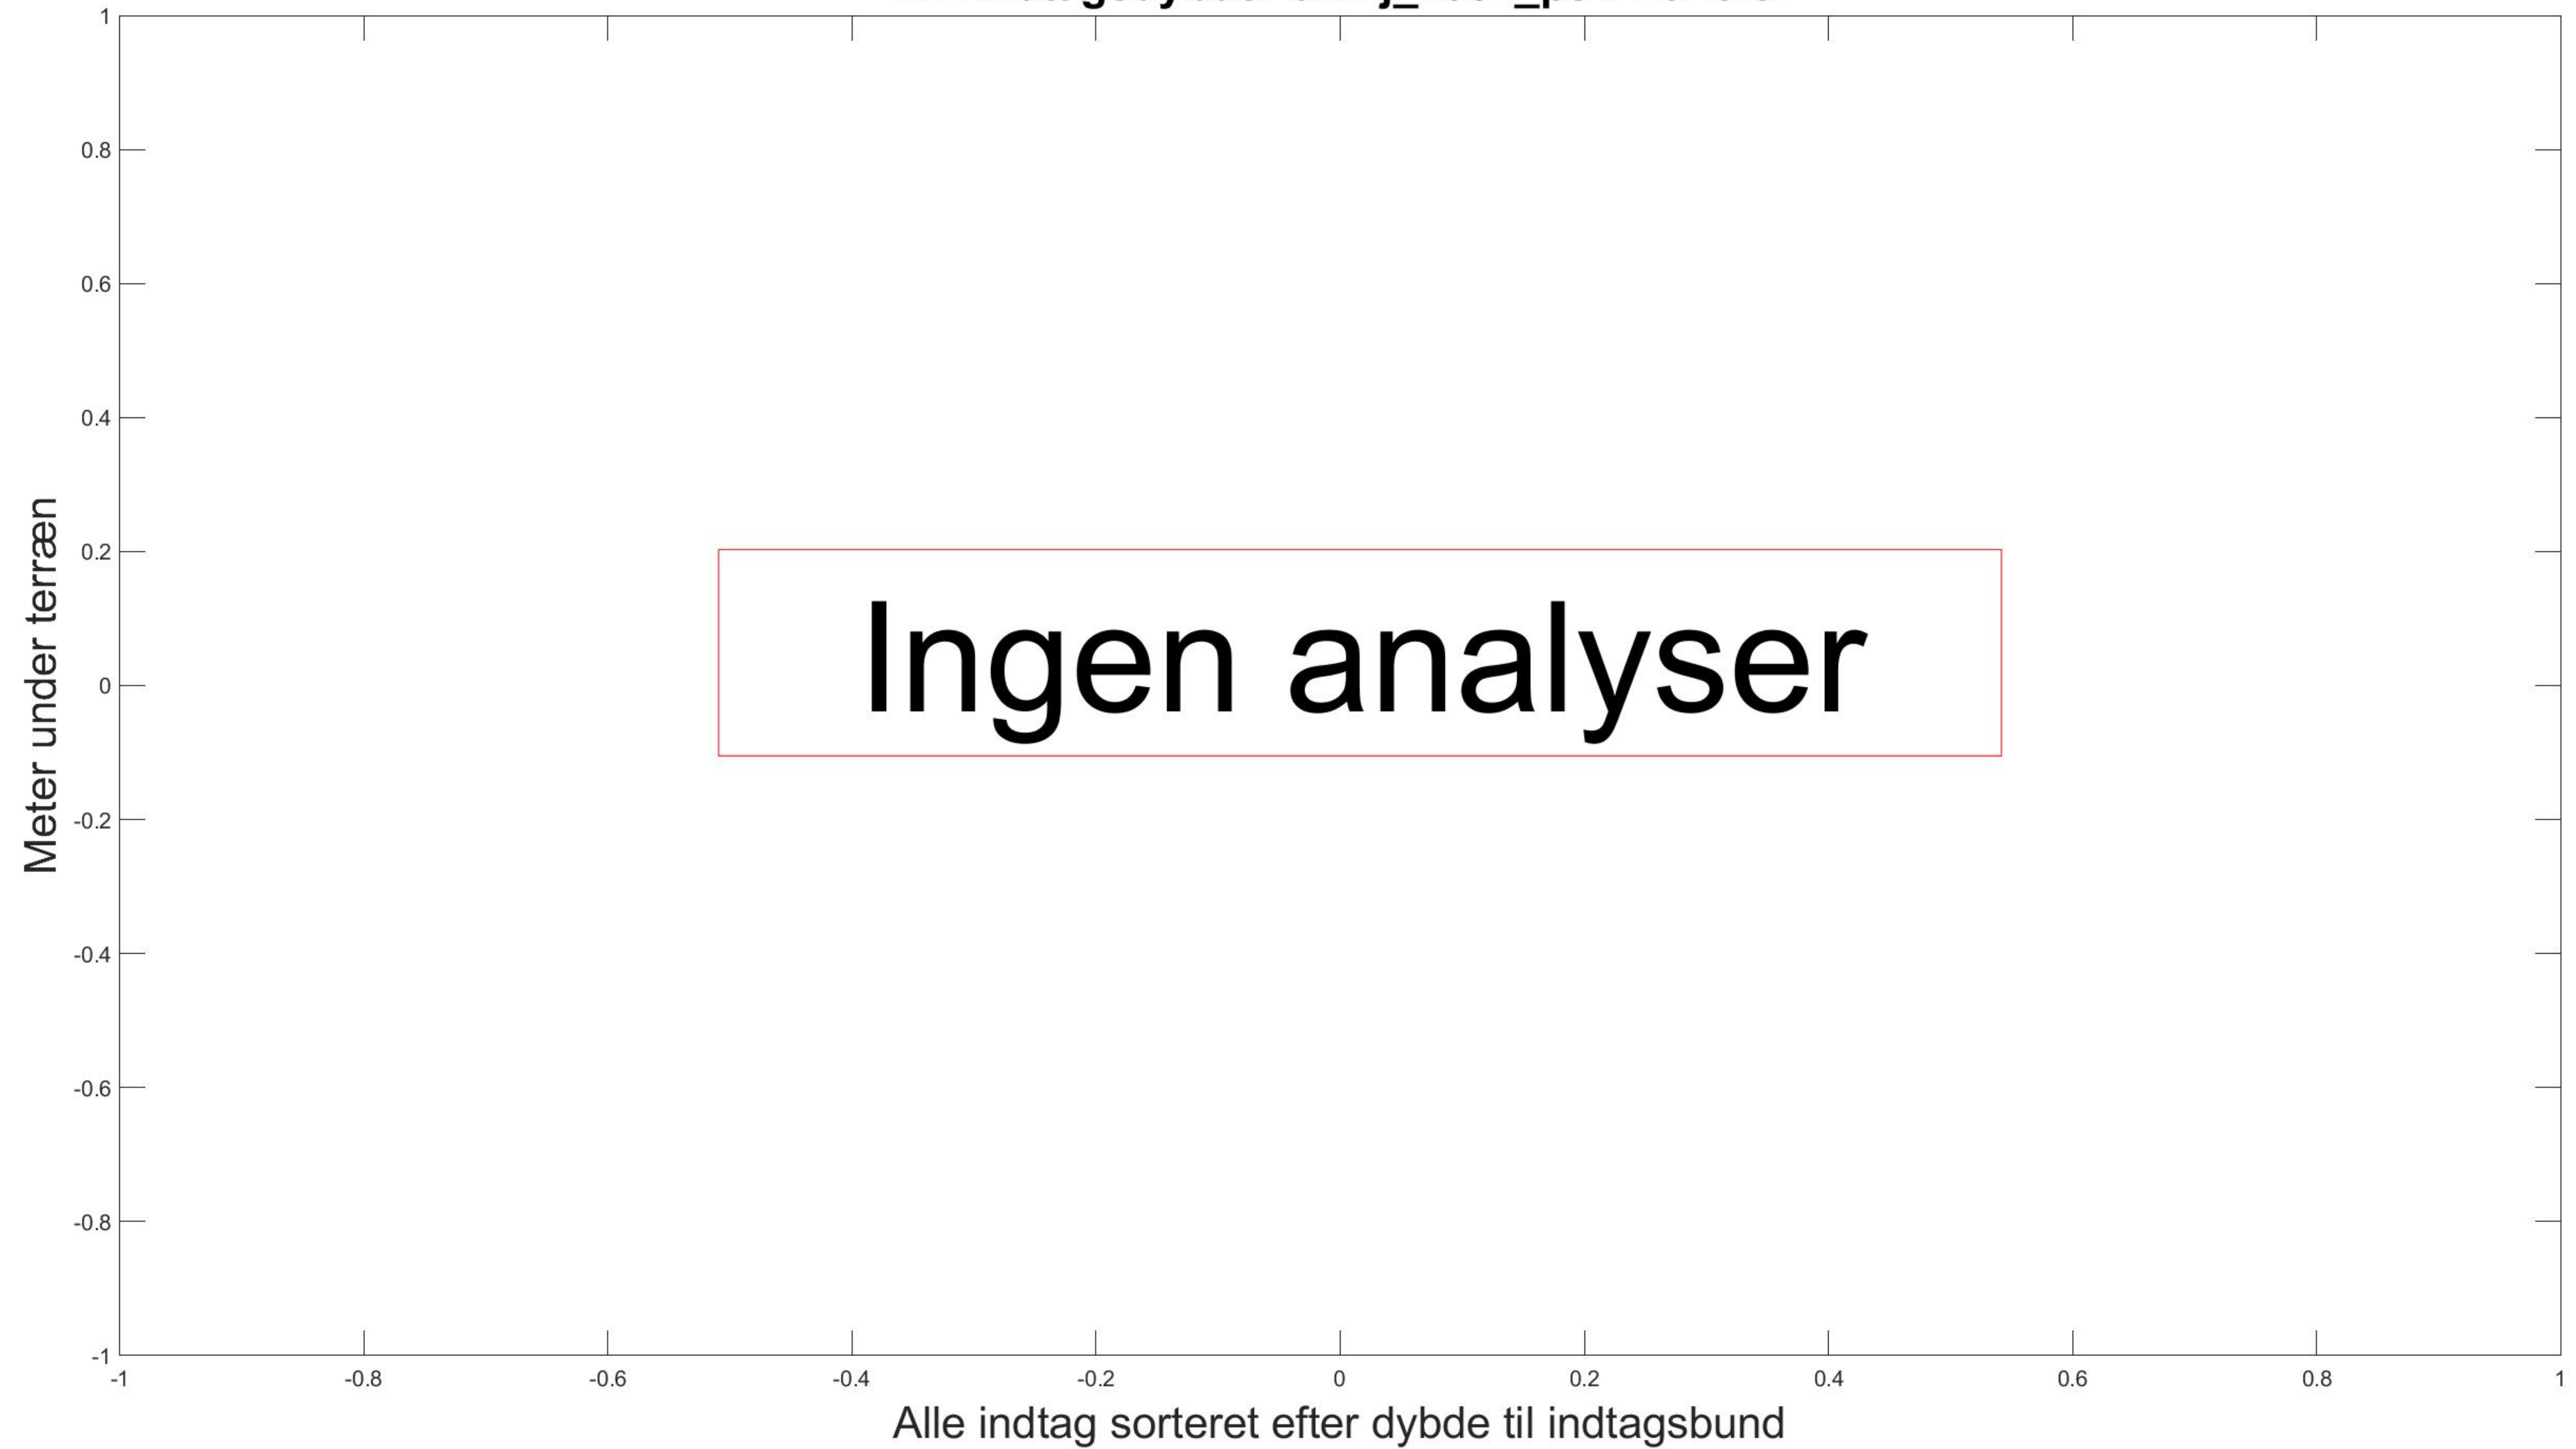 1
0.8
0.6
0.4
0.2
0
-0.2
-0.4
-0.6
-0.8
-1
Meter under terræn
Ingen analyser
-1 -0.8 -0.6 -0.4 -0.2 0 0.2 0.4 0.6 0.8 1
Alle indtag sorteret efter dybde til indtagsbund